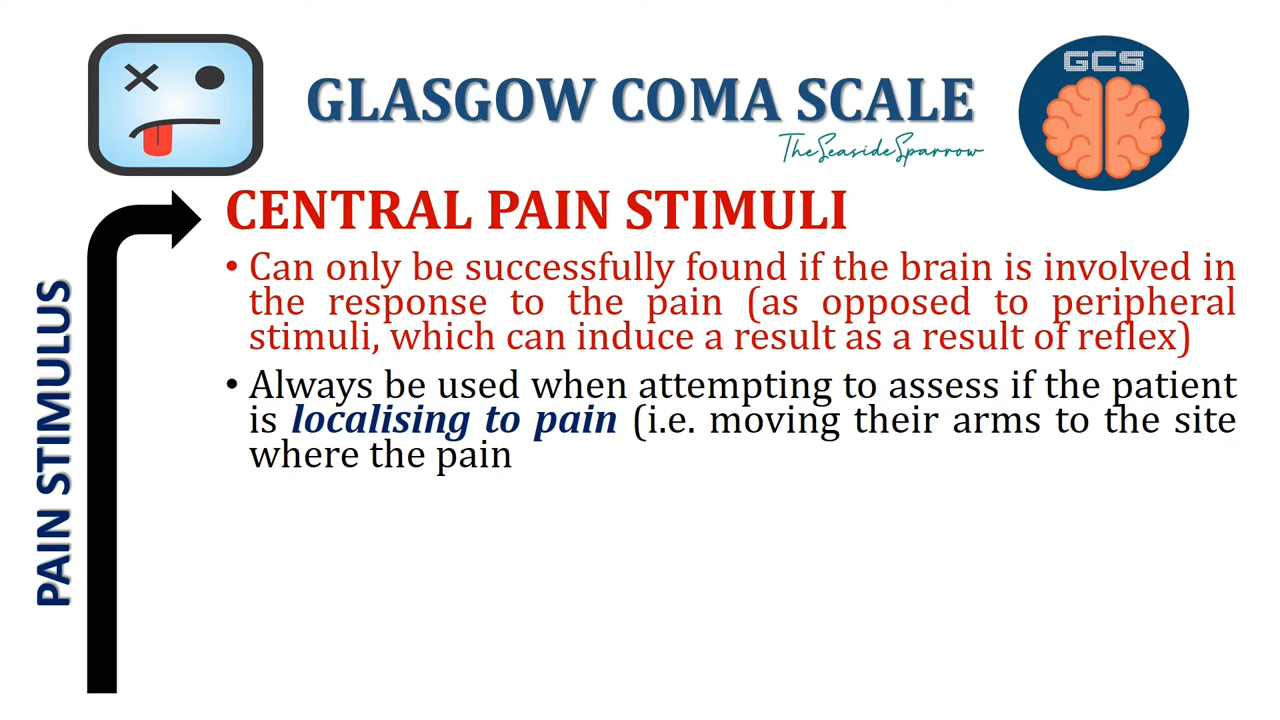 GCS
GLASGOW COMA SCALE
TheSeasideSparrow
CENTRAL PAIN STIMULI
• Can only be successfully found if the brain is involved in
the response to the pain (as opposed to peripheral
stimuli, which can induce a result as a result of reflex)
• Always be used when attempting to assess if the patient
is localising to pain (i.e. moving their arms to the site
where the pain
PAIN STIMULUS